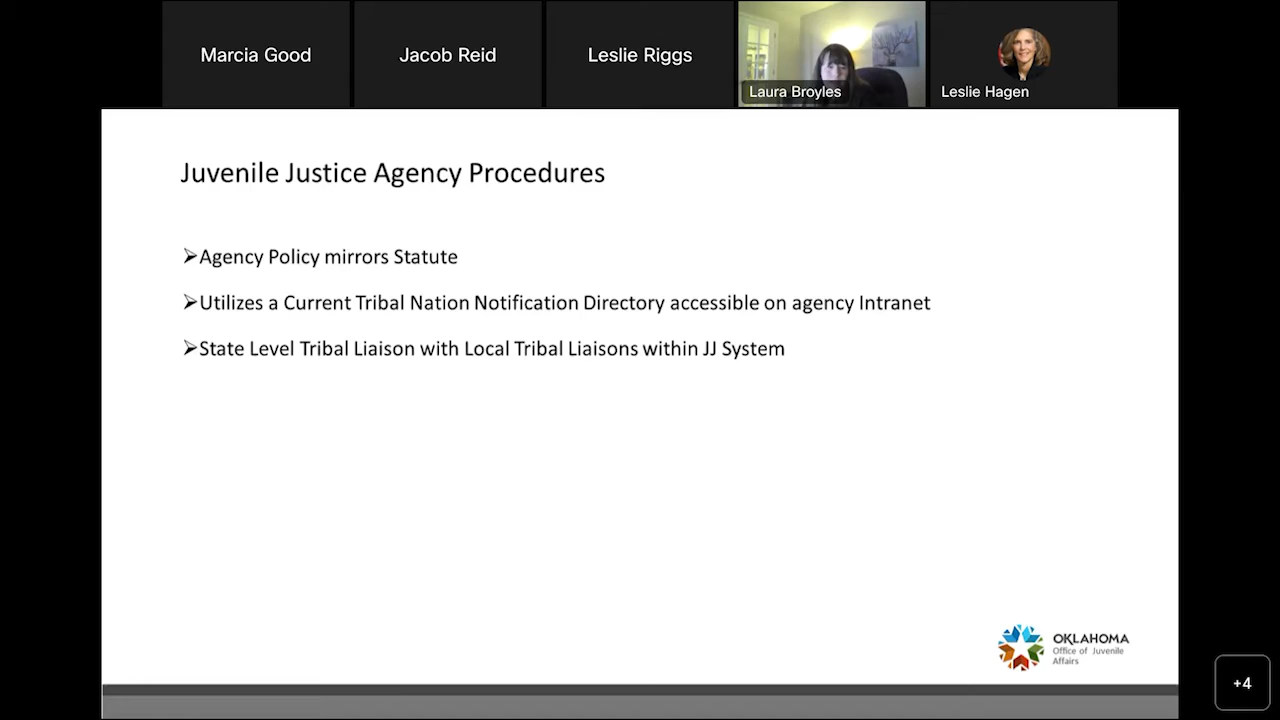 Marcia Good
Jacob Reid
Leslie Riggs
Laura Broyles
Leslie Hagen
Juvenile Justice Agency Procedures
➢Agency Policy mirrors Statute
➢Utilizes a Current Tribal Nation Notification Directory accessible on agency Intranet
➢State Level Tribal Liaison with Local Tribal Liaisons within JJ System
OKLAHOMA
Office of Juvenile
Affairs
+4